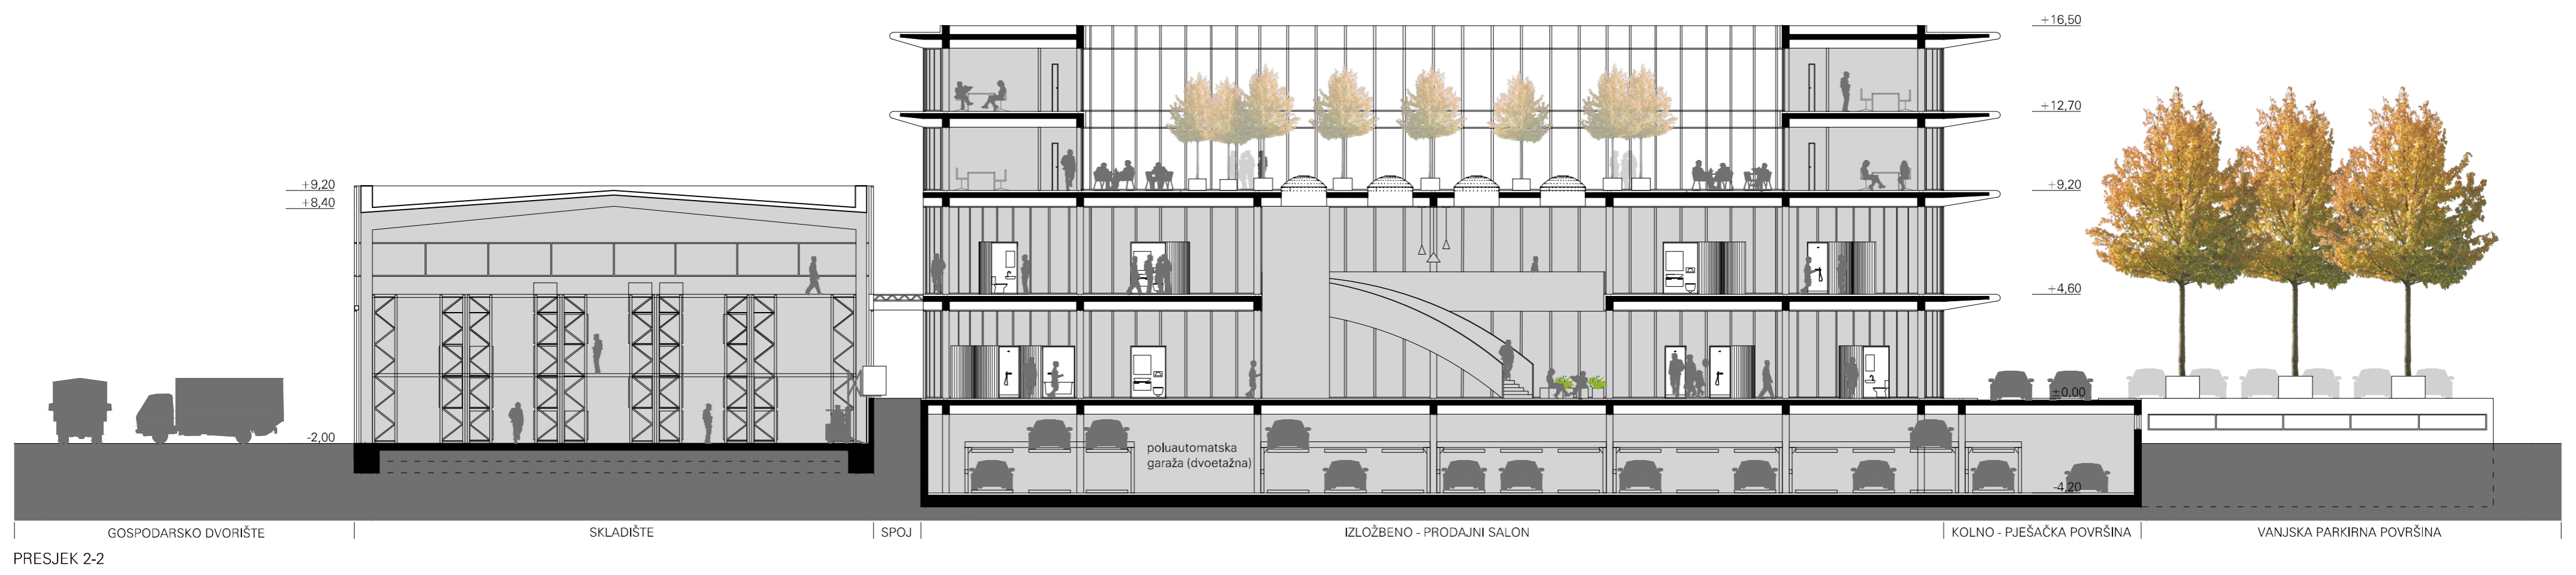 +16,50
+12,70
+9,20
+8,40
+9,20
+4,60
±0.00
-2,00
poluautomatska
garaža (dvoetažna)
-4,20
GOSPODARSKO DVORIŠTE
SKLADIŠTE
SPOJ
IZLOŽBENO - PRODAJNI SALON
KOLNO - PJEŠAČKA POVRŠINA
VANJSKA PARKIRNA POVRŠINA
PRESJEK 2-2